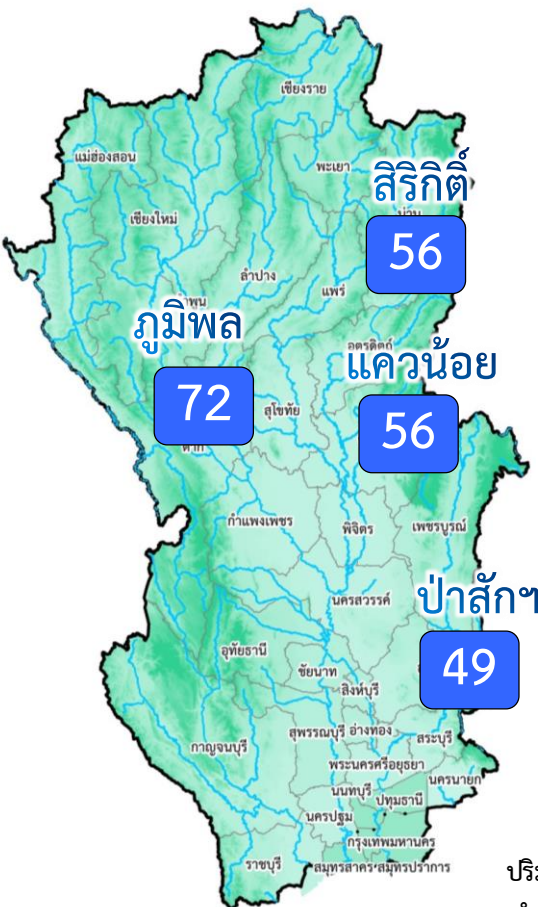 เชียงราย
แม่ฮ่องสอน
พะเยา
สิริกิติ์
น่าน
เชียงใหม่
56
ลำปาง
แพร่
ภูมิพล
อุตรดิตถ์
แควน้อย
72
สุโขทัย
56
ตาก
กำแพงเพชร
พิจิตร
เพชรบูรณ์
นครสวรรค์
ป่าสักฯ
อุทัยธานี
ชัยนาท
49
สิงห์บุรี
สุพรรณบุรี อ่างทอง
สระบุรี
กาญจนบุรี
พระนครศรีอยุธยา
นครนายก
นนทบุรี
ปทุมธานี
นครปฐม
กรุงเทพมหานคร
ราชบุรี
สมุทรสาคร สมุทรปราการ